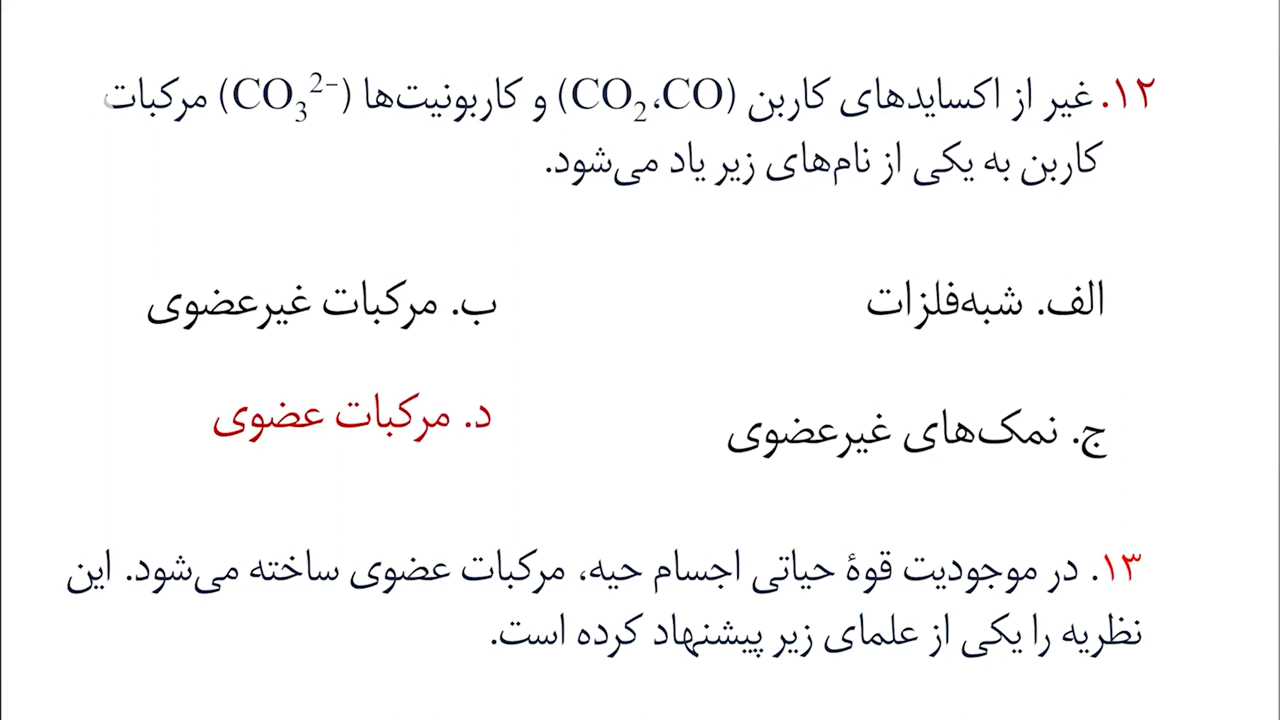 ۱۲. غیر از اکسایدهای کاربن (CO₂،CO) و کاربونیت‌ها (CO₃²⁻) مرکبات
کاربن به یکی از نام‌های زیر یاد می‌شود.
الف. شبه‌فلزات ب. مرکبات غیرعضوی
ج. نمک‌های غیرعضوی د. مرکبات عضوی
۱۳. در موجودیت قوۀ حیاتی اجسام حیه، مرکبات عضوی ساخته می‌شود. این
نظریه را یکی از علمای زیر پیشنهاد کرده است.